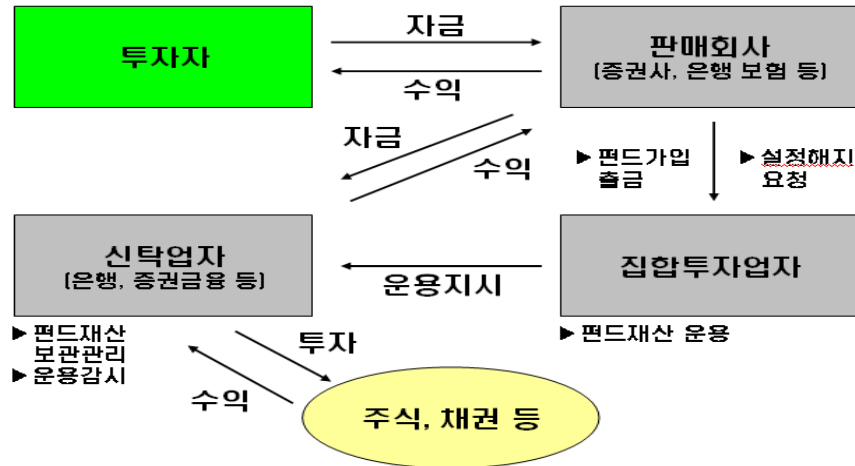 투자자
자금
수익
판매회사
(증권사, 은행 보험 등)
자금
수익
▶ 펀드가입
출금
▶ 설정해지
요청
신탁업자
(은행, 증권금융 등)
운용지시
집합투자업자
▶ 펀드재산
보관관리
▶ 운용감시
▶ 펀드재산 운용
투자
수익
주식, 채권 등